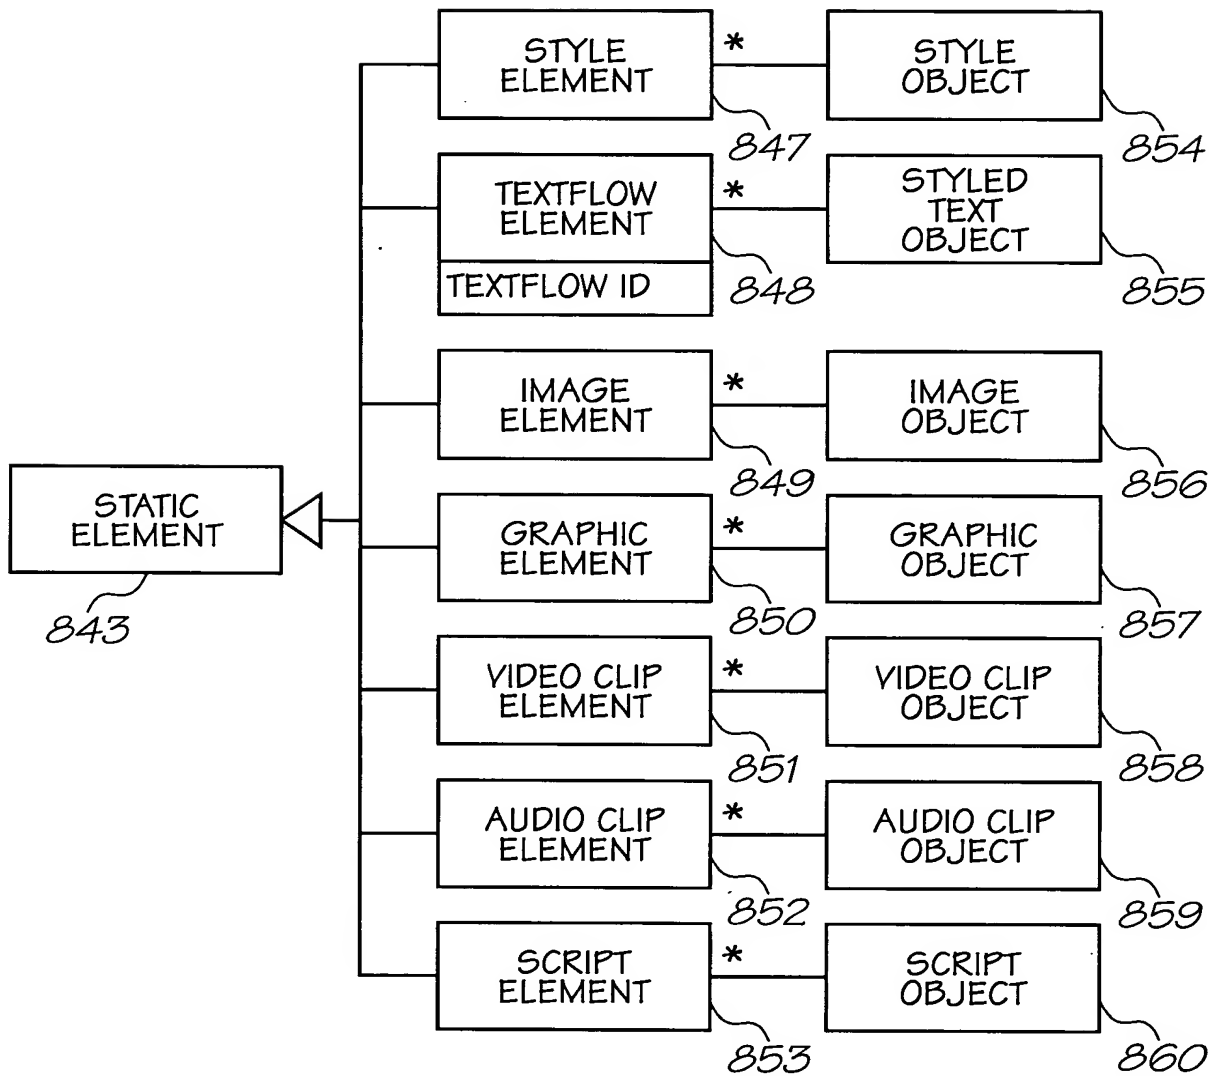 STYLE
ELEMENT
*
STYLE
OBJECT
847
854
TEXTFLOW
ELEMENT
*
STYLED
TEXT
OBJECT
TEXTFLOW ID
848
855
IMAGE
ELEMENT
*
IMAGE
OBJECT
849
856
STATIC
ELEMENT
843
GRAPHIC
ELEMENT
*
GRAPHIC
OBJECT
850
857
VIDEO CLIP
ELEMENT
*
VIDEO CLIP
OBJECT
851
858
AUDIO CLIP
ELEMENT
*
AUDIO CLIP
OBJECT
852
859
SCRIPT
ELEMENT
*
SCRIPT
OBJECT
853
860